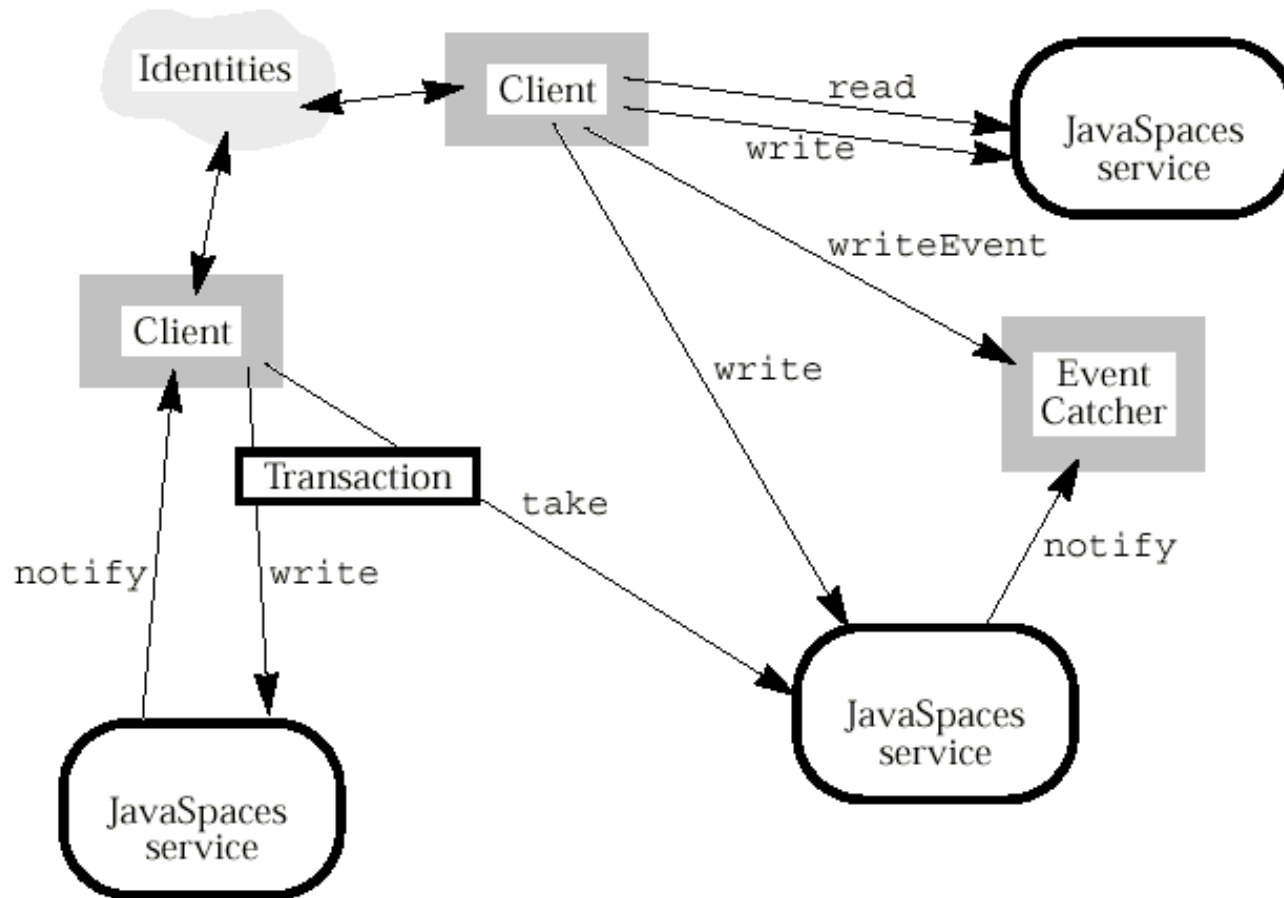 Identities
Client
read
write
JavaSpaces
service
writeEvent
Client
write
Event
Catcher
Transaction
take
notify
write
notify
JavaSpaces
service
JavaSpaces
service